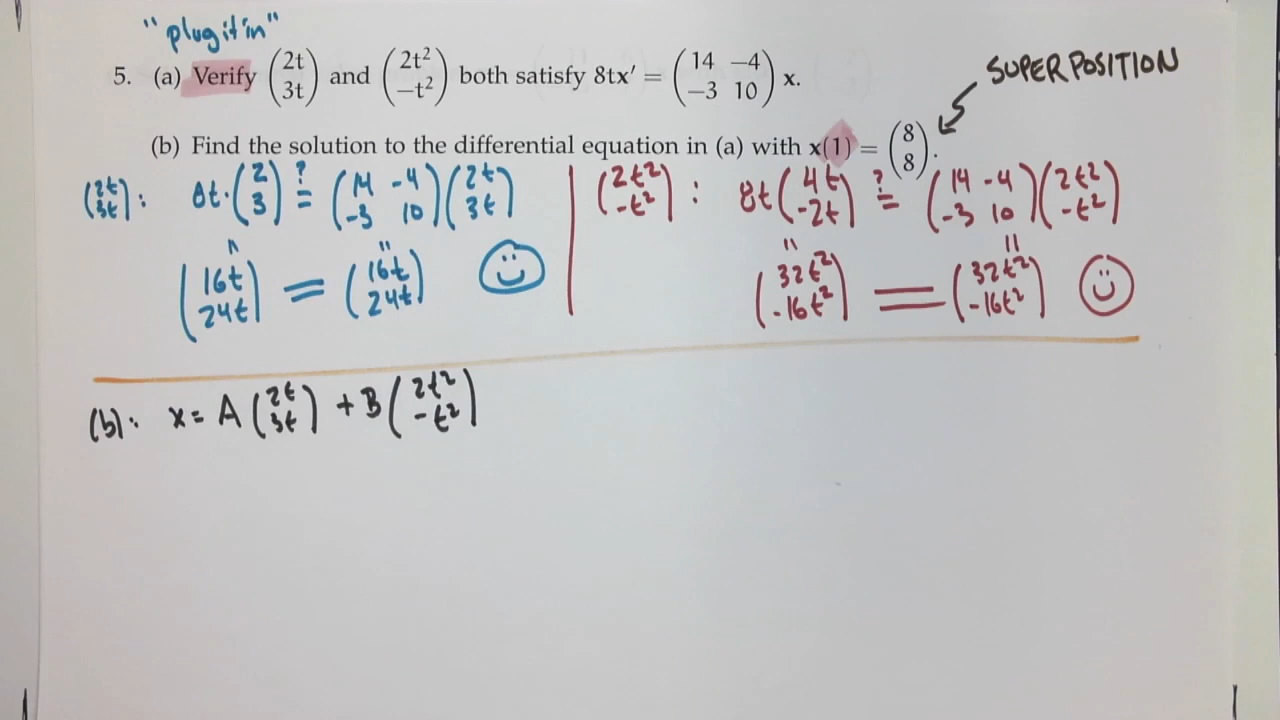 "plug it in"
5. (a) Verify (2t 3t) and (2t² −t²) both satisfy 8tx′ = (14 −4 −3 10) x.
SUPERPOSITION
(b) Find the solution to the differential equation in (a) with x(1) = (8 8).
(2t 3t): 8t·(2 3) ?= (14 -4 -3 10)(2t 3t)
(16t 24t) = (16t 24t)
(2t² -t²): 8t(4t -2t) ?= (14 -4 -3 10)(2t² -t²)
(32t² -16t²) = (32t² -16t²)
(b): x = A(2t 3t) + B(2t² -t²)